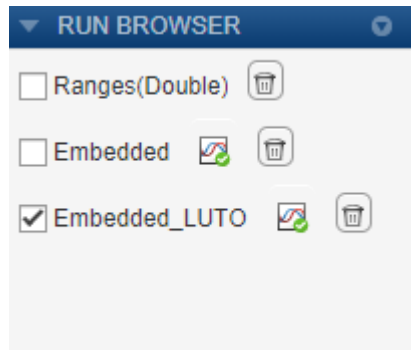 RUN BROWSER
Ranges(Double)
Embedded
Embedded_LUTO